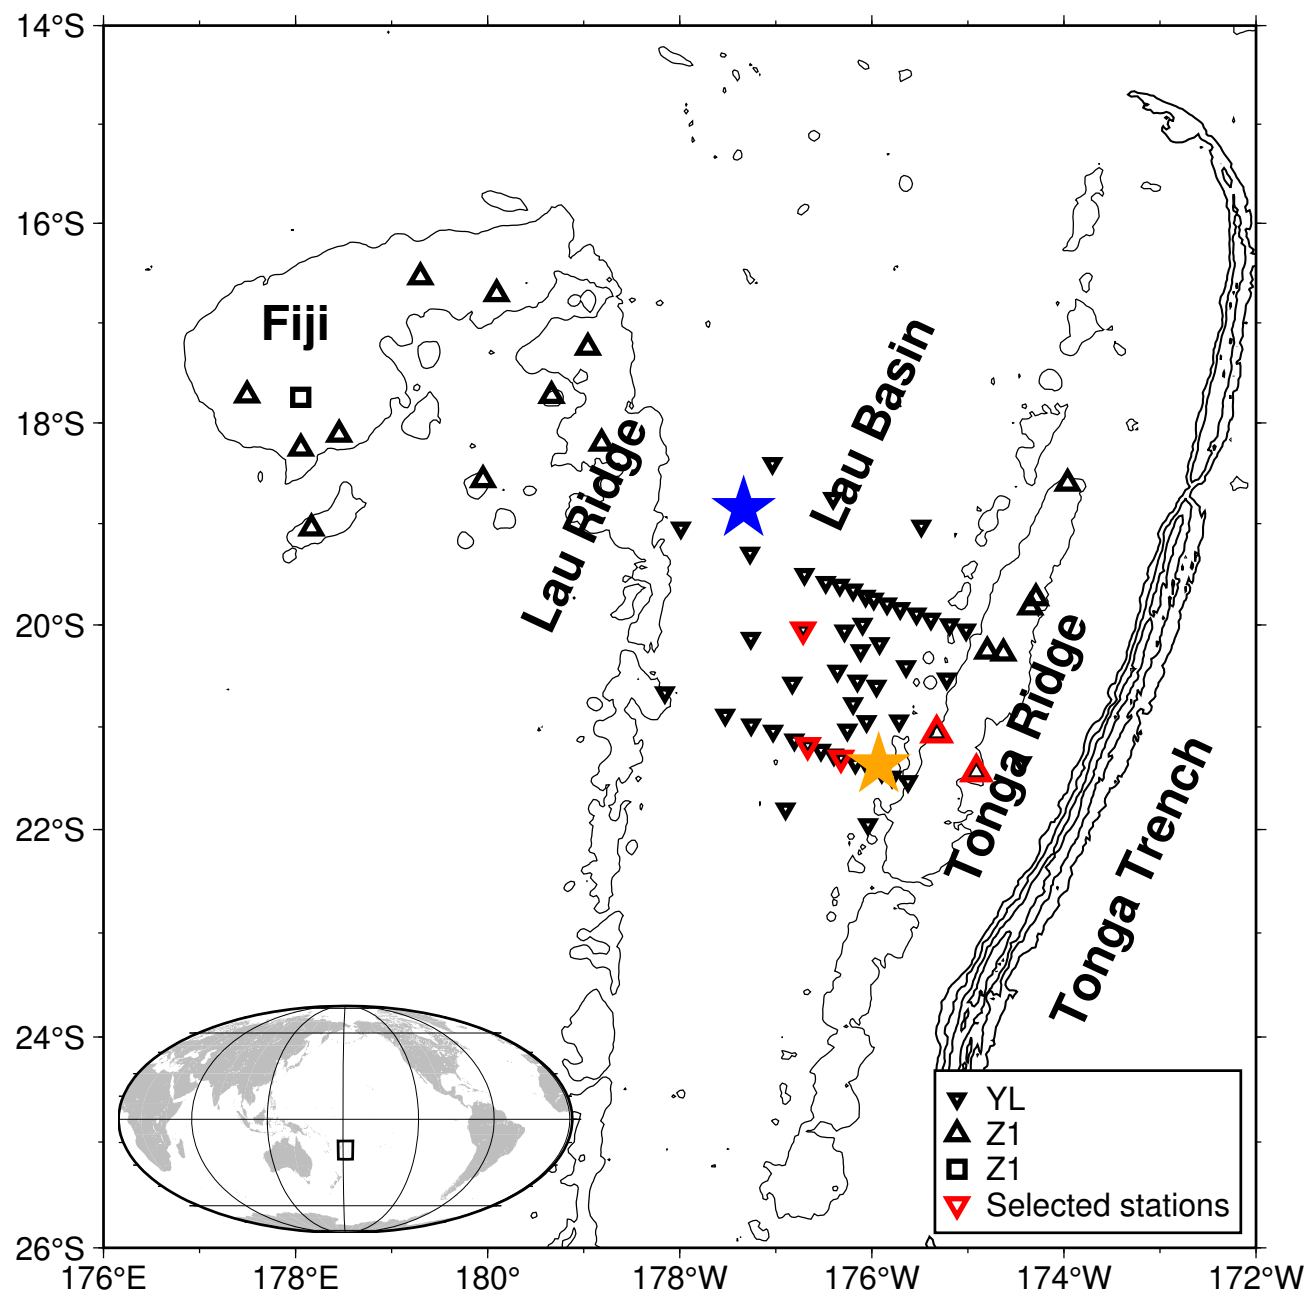 14°S
16°S
18°S
20°S
22°S
24°S
26°S
176°E
178°E
180°
178°W
176°W
174°W
172°W
Fiji
Lau Ridge
Lau Basin
Tonga Ridge
Tonga Trench
YL
Z1
Z1
Selected stations